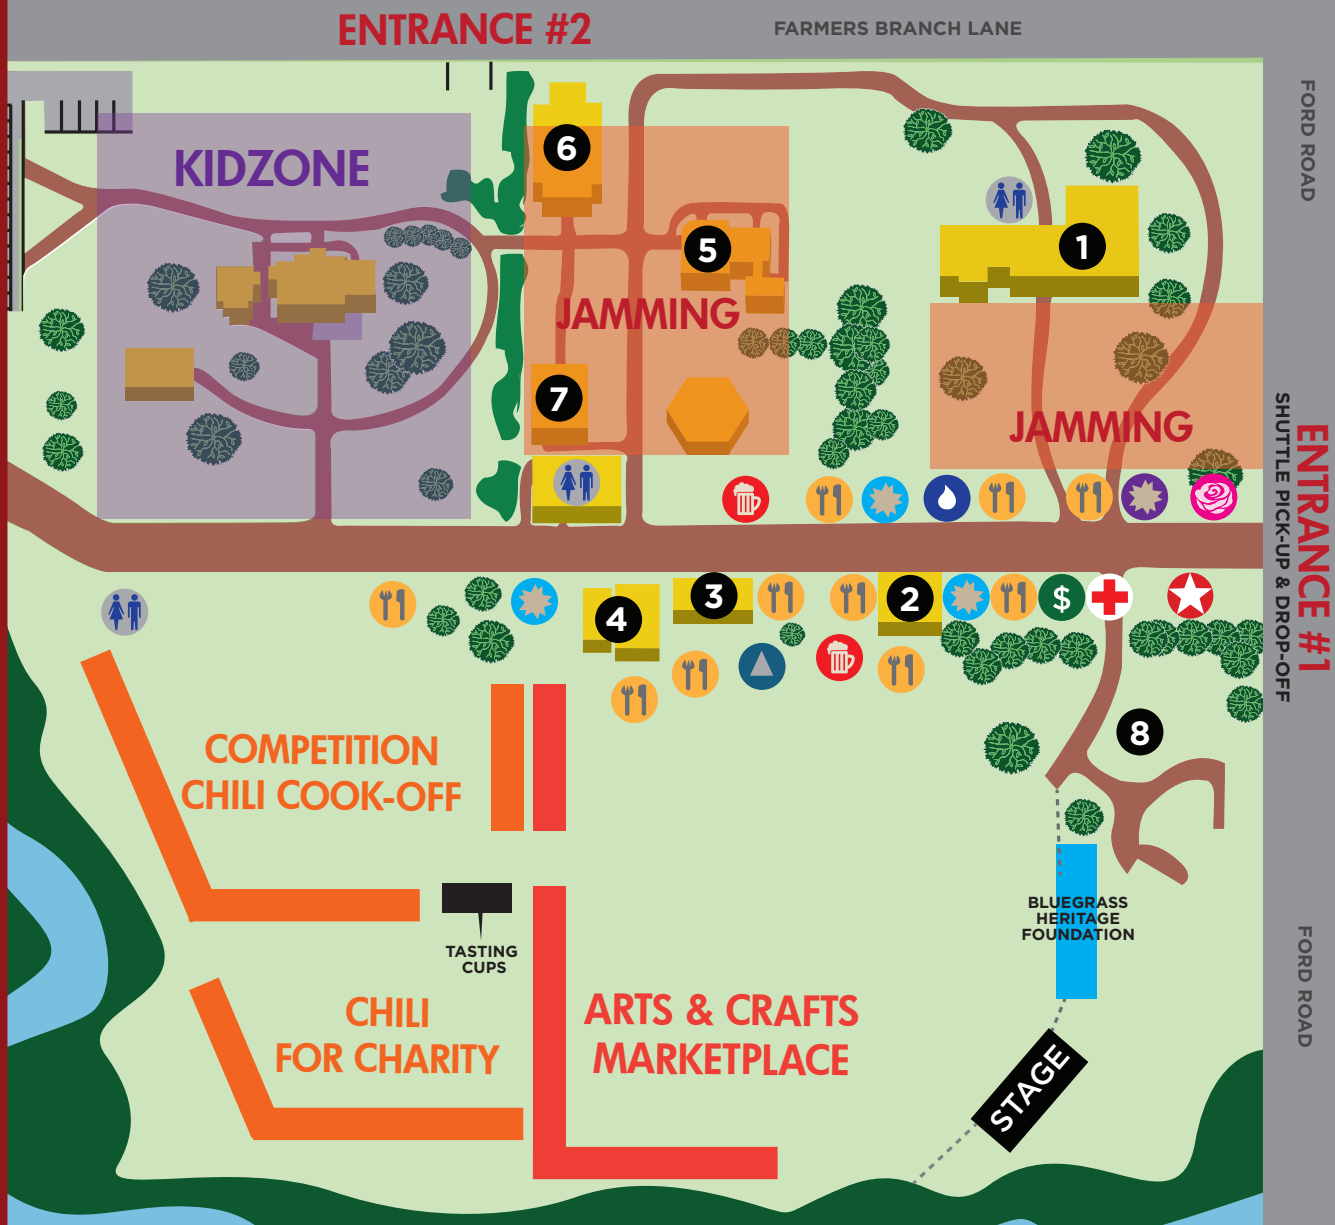 ENTRANCE #2
FARMERS BRANCH LANE
FORD ROAD
KIDZONE
6
5
1
JAMMING
7
JAMMING
ENTRANCE #1
SHUTTLE PICK-UP & DROP-OFF
4
3
2
$
8
COMPETITION
CHILI COOK-OFF
TASTING
CUPS
BLUEGRASS
HERITAGE
FOUNDATION
FORD ROAD
CHILI
FOR CHARITY
ARTS & CRAFTS
MARKETPLACE
STAGE